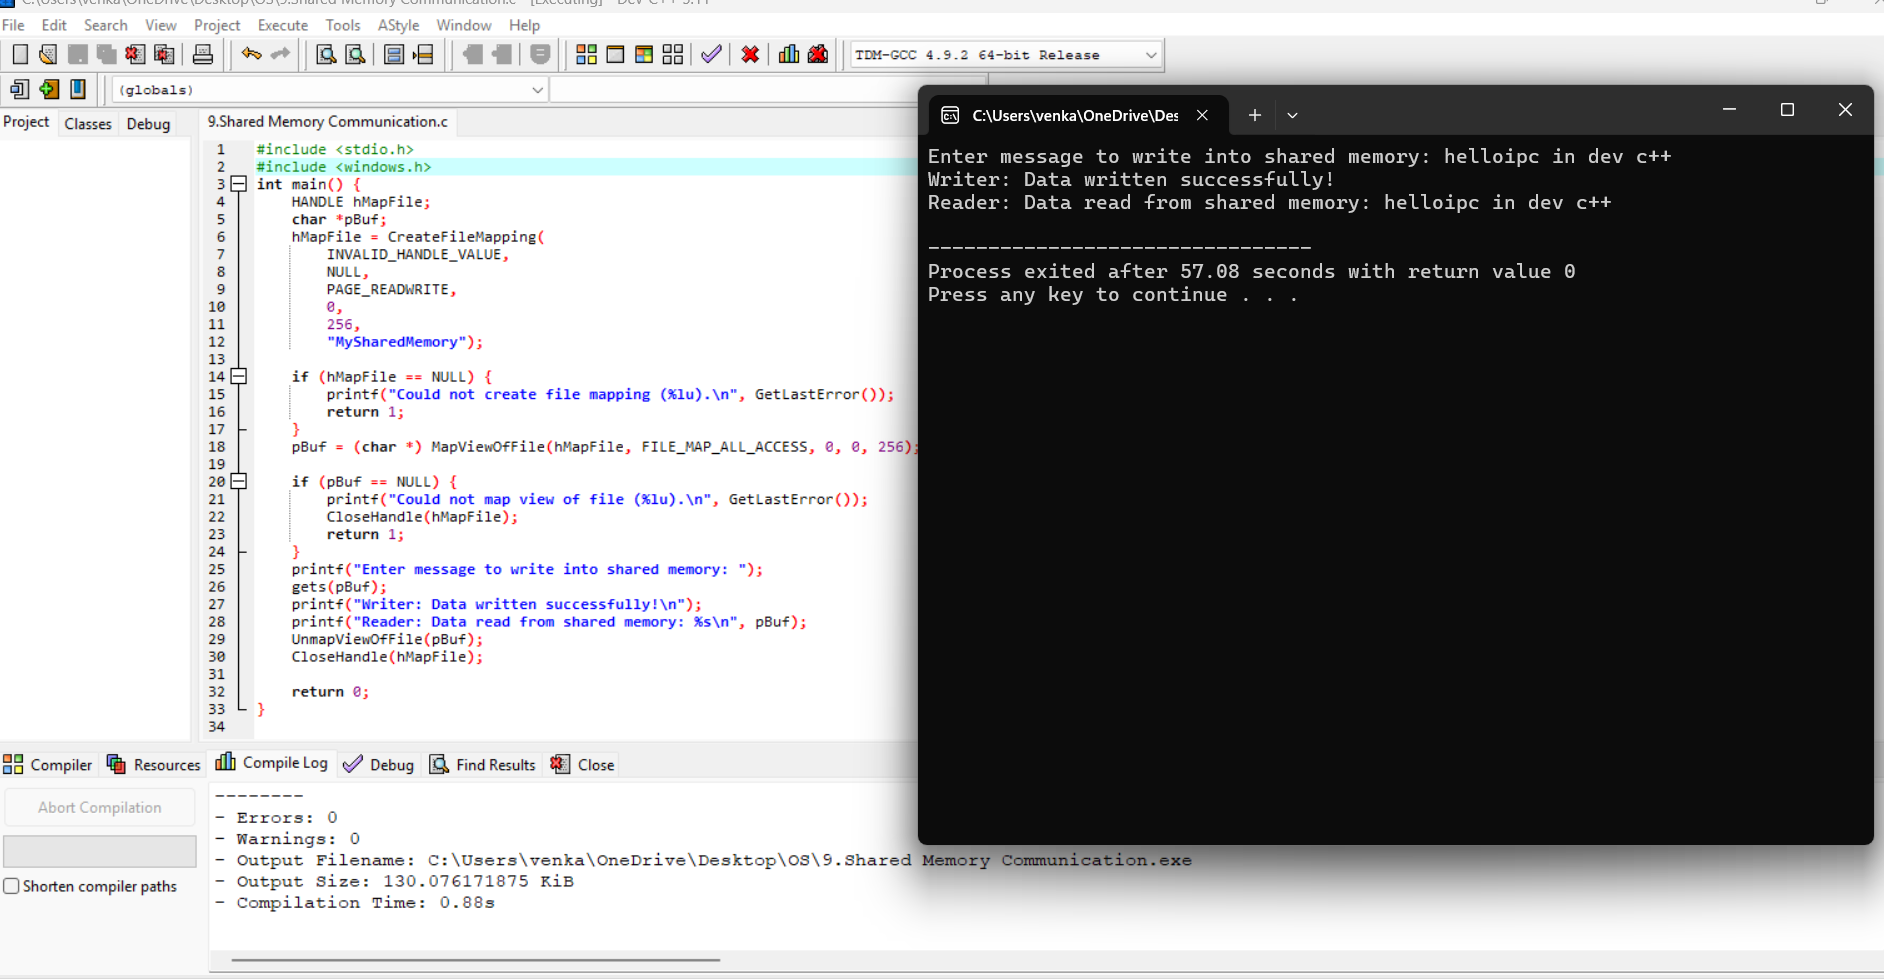 C:\Users\venka\OneDrive\Desktop\OS\9.Shared Memory Communication.c - [Executing] - Dev-C++ 5.11
File Edit Search View Project Execute Tools AStyle Window Help
TDM-GCC 4.9.2 64-bit Release
(globals)
Project Classes Debug
9.Shared Memory Communication.c
1 #include <stdio.h>
2 #include <windows.h>
3 int main() {
4 HANDLE hMapFile;
5 char *pBuf;
6 hMapFile = CreateFileMapping(
7 INVALID_HANDLE_VALUE,
8 NULL,
9 PAGE_READWRITE,
10 0,
11 256,
12 "MySharedMemory");
13
14 if (hMapFile == NULL) {
15 printf("Could not create file mapping (%lu).\n", GetLastError());
16 return 1;
17 }
18 pBuf = (char *) MapViewOfFile(hMapFile, FILE_MAP_ALL_ACCESS, 0, 0, 256);
19
20 if (pBuf == NULL) {
21 printf("Could not map view of file (%lu).\n", GetLastError());
22 CloseHandle(hMapFile);
23 return 1;
24 }
25 printf("Enter message to write into shared memory: ");
26 gets(pBuf);
27 printf("Writer: Data written successfully!\n");
28 printf("Reader: Data read from shared memory: %s\n", pBuf);
29 UnmapViewOfFile(pBuf);
30 CloseHandle(hMapFile);
31
32 return 0;
33 }
34
C:\Users\venka\OneDrive\Des
Enter message to write into shared memory: helloipc in dev c++
Writer: Data written successfully!
Reader: Data read from shared memory: helloipc in dev c++
--------------------------------
Process exited after 57.08 seconds with return value 0
Press any key to continue . . .
Compiler Resources Compile Log Debug Find Results Close
Abort Compilation
Shorten compiler paths
--------
- Errors: 0
- Warnings: 0
- Output Filename: C:\Users\venka\OneDrive\Desktop\OS\9.Shared Memory Communication.exe
- Output Size: 130.076171875 KiB
- Compilation Time: 0.88s